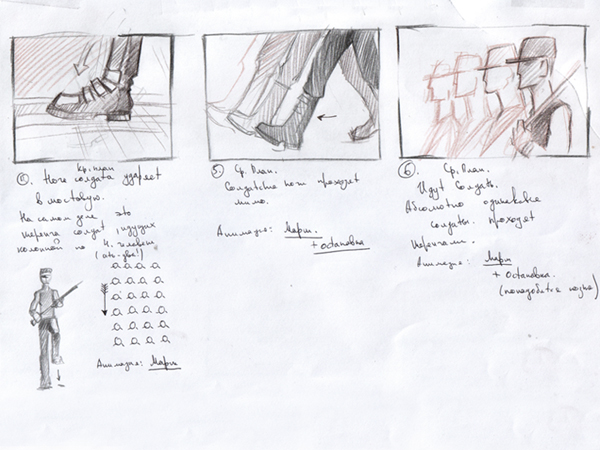 Кр. план
4. Нога солдата ударяет
в мостовую.
На самом деле это
шеренга солдат идущих
колонной по 4 человека
(ать-два!)
а а а а
а а а а
а а а а
а а а а
а а а а
а а а а
Анимация: Марш
5. Ср. План.
Солдатские ноги проходят
мимо.
Анимация: Марш.
+ остановка
6. Ср. План.
Идут Солдаты.
Абсолютно одинаковые
солдаты проходят
шеренгами.
Анимация: Марш
+ Остановка.
(понадобится позже)